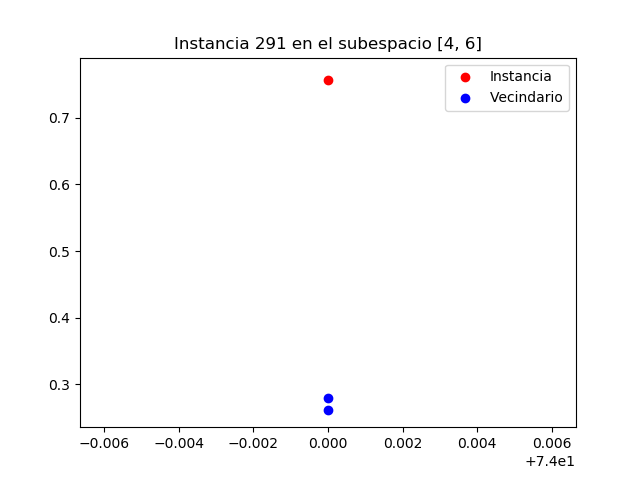 Instancia 291 en el subespacio [4, 6]
Instancia
Vecindario
0.7
0.6
0.5
0.4
0.3
−0.006 −0.004 −0.002 0.000 0.002 0.004 0.006
+7.4e1